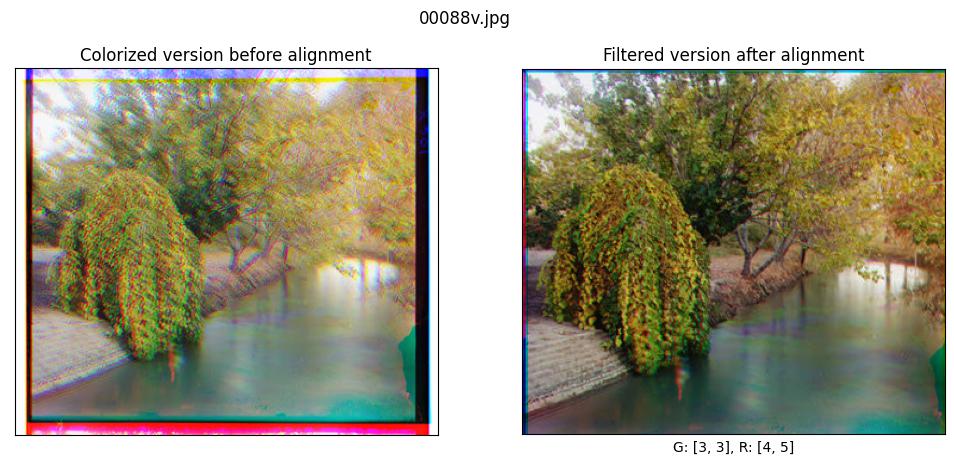 00088v.jpg
Colorized version before alignment
Filtered version after alignment
G: [3, 3], R: [4, 5]